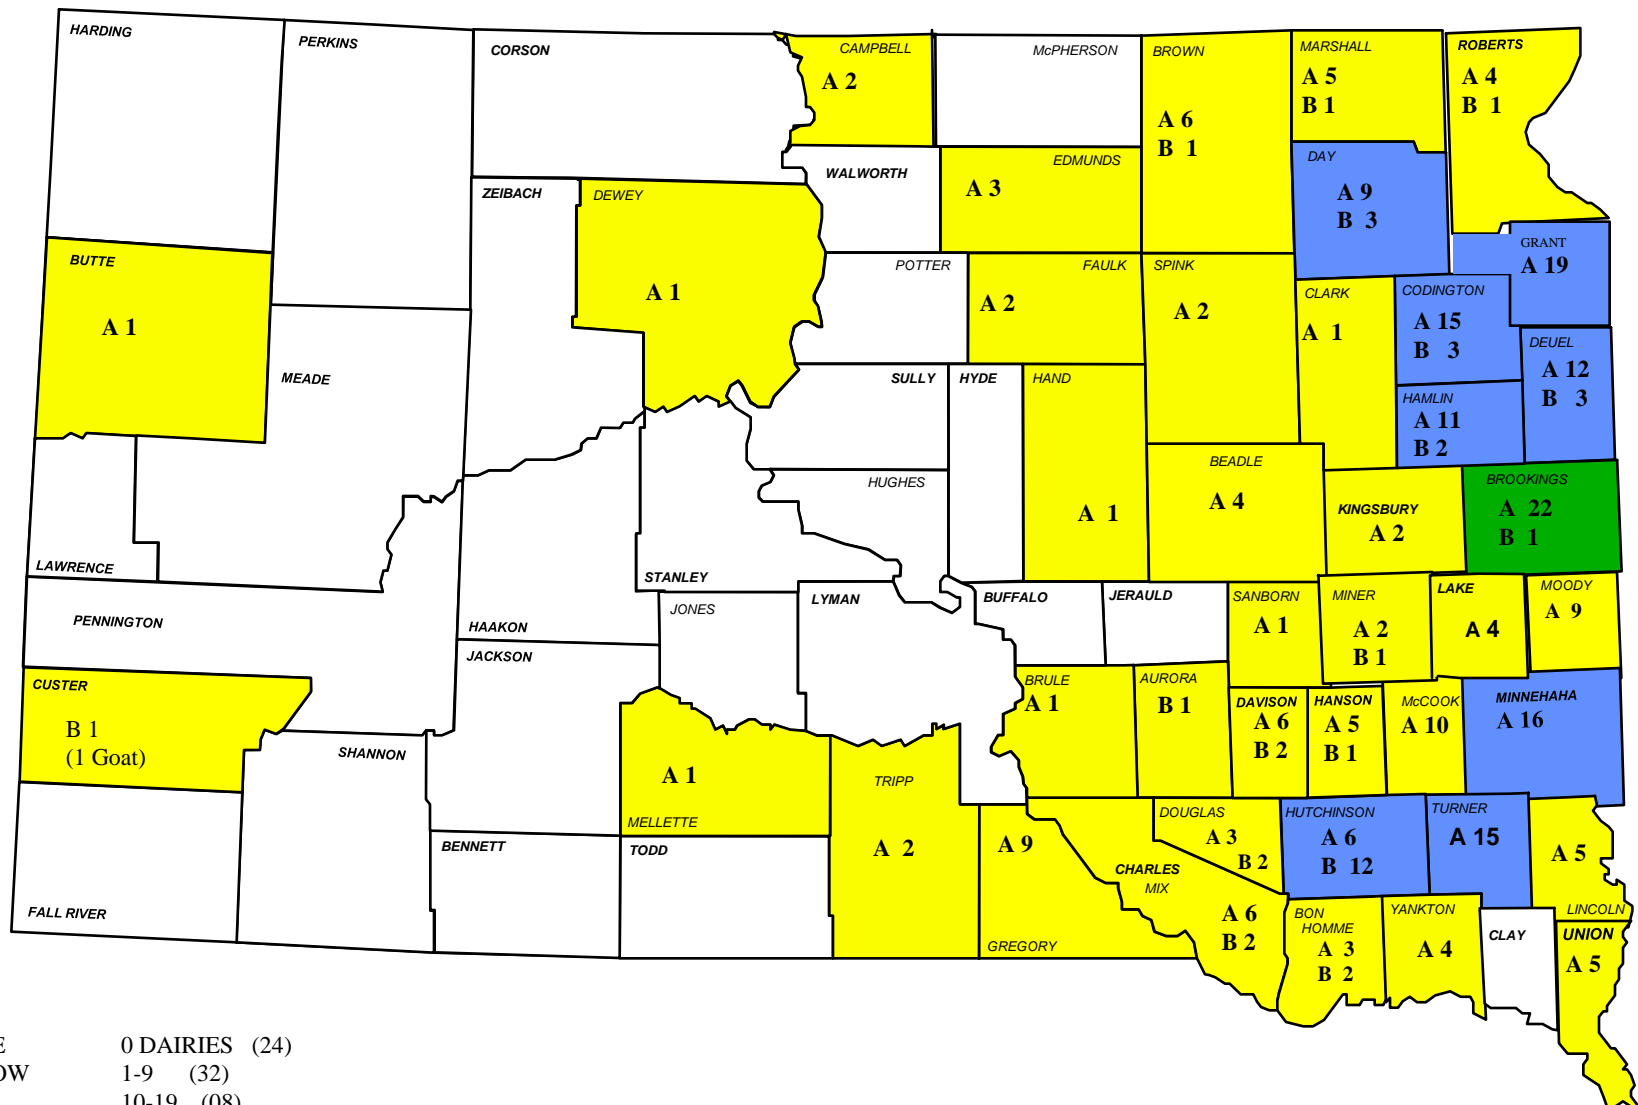 HARDING
PERKINS
CORSON
CAMPBELL
A 2
McPHERSON
BROWN
A 6
B 1
MARSHALL
A 5
B 1
ROBERTS
A 4
B 1
ZEIBACH
DEWEY
A 1
WALWORTH
EDMUNDS
A 3
DAY
A 9
B 3
GRANT
A 19
BUTTE
A 1
POTTER
FAULK
A 2
SPINK
A 2
CLARK
A 1
CODINGTON
A 15
B 3
DEUEL
A 12
B 3
MEADE
SULLY
HYDE
HAND
A 1
HAMLIN
A 11
B 2
HUGHES
BEADLE
A 4
KINGSBURY
A 2
BROOKINGS
A 22
B 1
LAWRENCE
STANLEY
PENNINGTON
HAAKON
JONES
LYMAN
BUFFALO
JERAULD
SANBORN
A 1
MINER
A 2
B 1
LAKE
A 4
MOODY
A 9
CUSTER
B 1
(1 Goat)
JACKSON
BRULE
A 1
AURORA
B 1
DAVISON
A 6
B 2
HANSON
A 5
B 1
McCOOK
A 10
MINNEHAHA
A 16
SHANNON
A 1
MELLETTE
TRIPP
A 2
A 9
GREGORY
CHARLES
MIX
A 6
B 2
DOUGLAS
A 3
B 2
HUTCHINSON
A 6
B 12
TURNER
A 15
A 5
LINCOLN
FALL RIVER
BENNETT
TODD
BON
HOMME
A 3
B 2
YANKTON
A 4
CLAY
UNION
A 5
E 0 DAIRIES (24)
OW 1-9 (32)
10-19 (08)